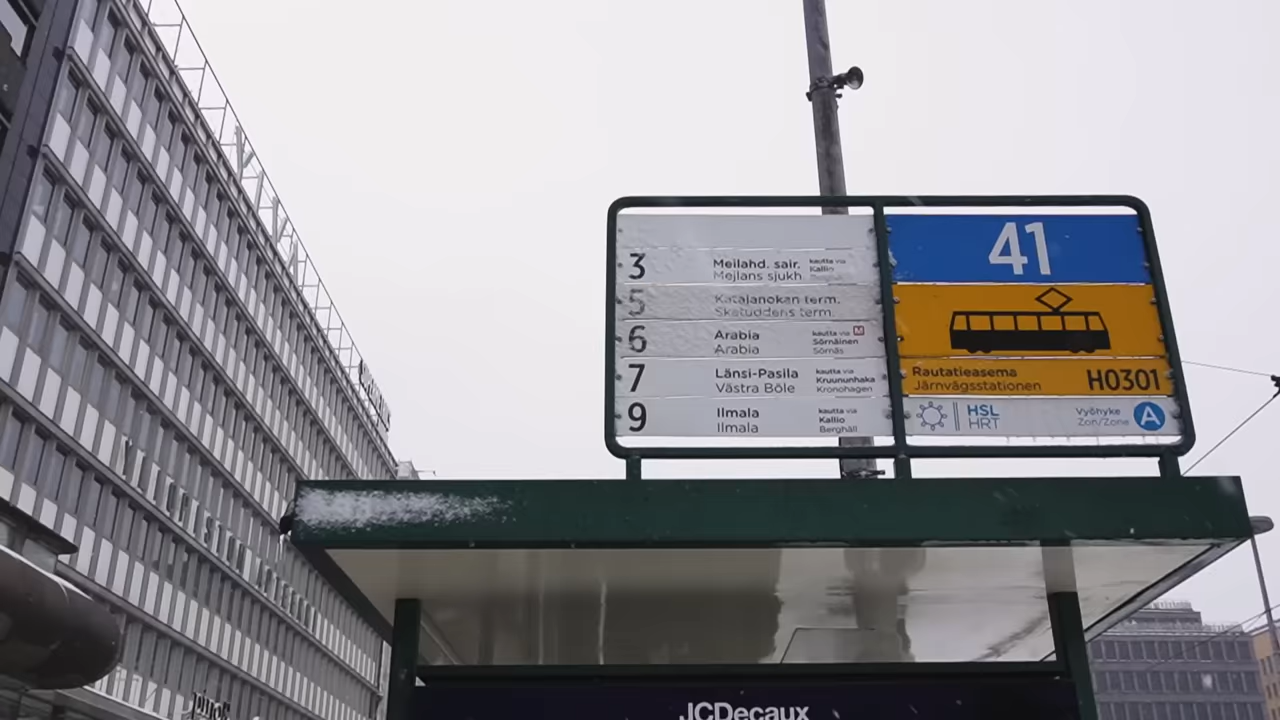 3 Meilahd. sair. kautta via
Mejlans sjukh. Kallio
5 Katajanokan term.
Skatuddens term.
6 Arabia kautta via M
Arabia Sörnäinen
Sörnäs
7 Länsi-Pasila kautta via
Västra Böle Kruununhaka
Kronohagen
9 Ilmala kautta via
Ilmala Kallio
Berghäll
41
Rautatieasema
Järnvägsstationen H0301
HSL
HRT
Vyöhyke
Zon/Zone A
JCDecaux